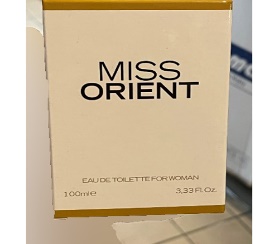 MISS
ORIENT
EAU DE TOILETTE FOR WOMAN
100ml e 3,33 Fl. Oz.